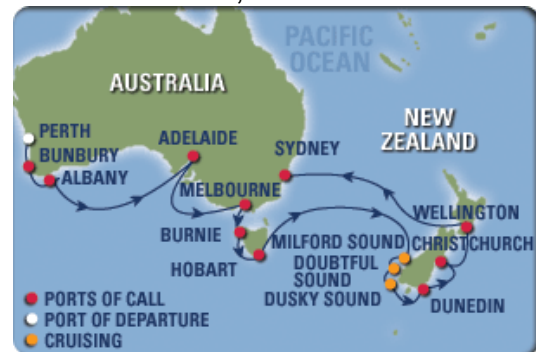 PACIFIC
OCEAN
AUSTRALIA
NEW
ZEALAND
PERTH
BUNBURY
ALBANY
ADELAIDE
SYDNEY
MELBOURNE
BURNIE
HOBART
WELLINGTON
MILFORD SOUND
CHRISTCHURCH
DOUBTFUL
SOUND
DUSKY SOUND
DUNEDIN
PORTS OF CALL
PORT OF DEPARTURE
CRUISING